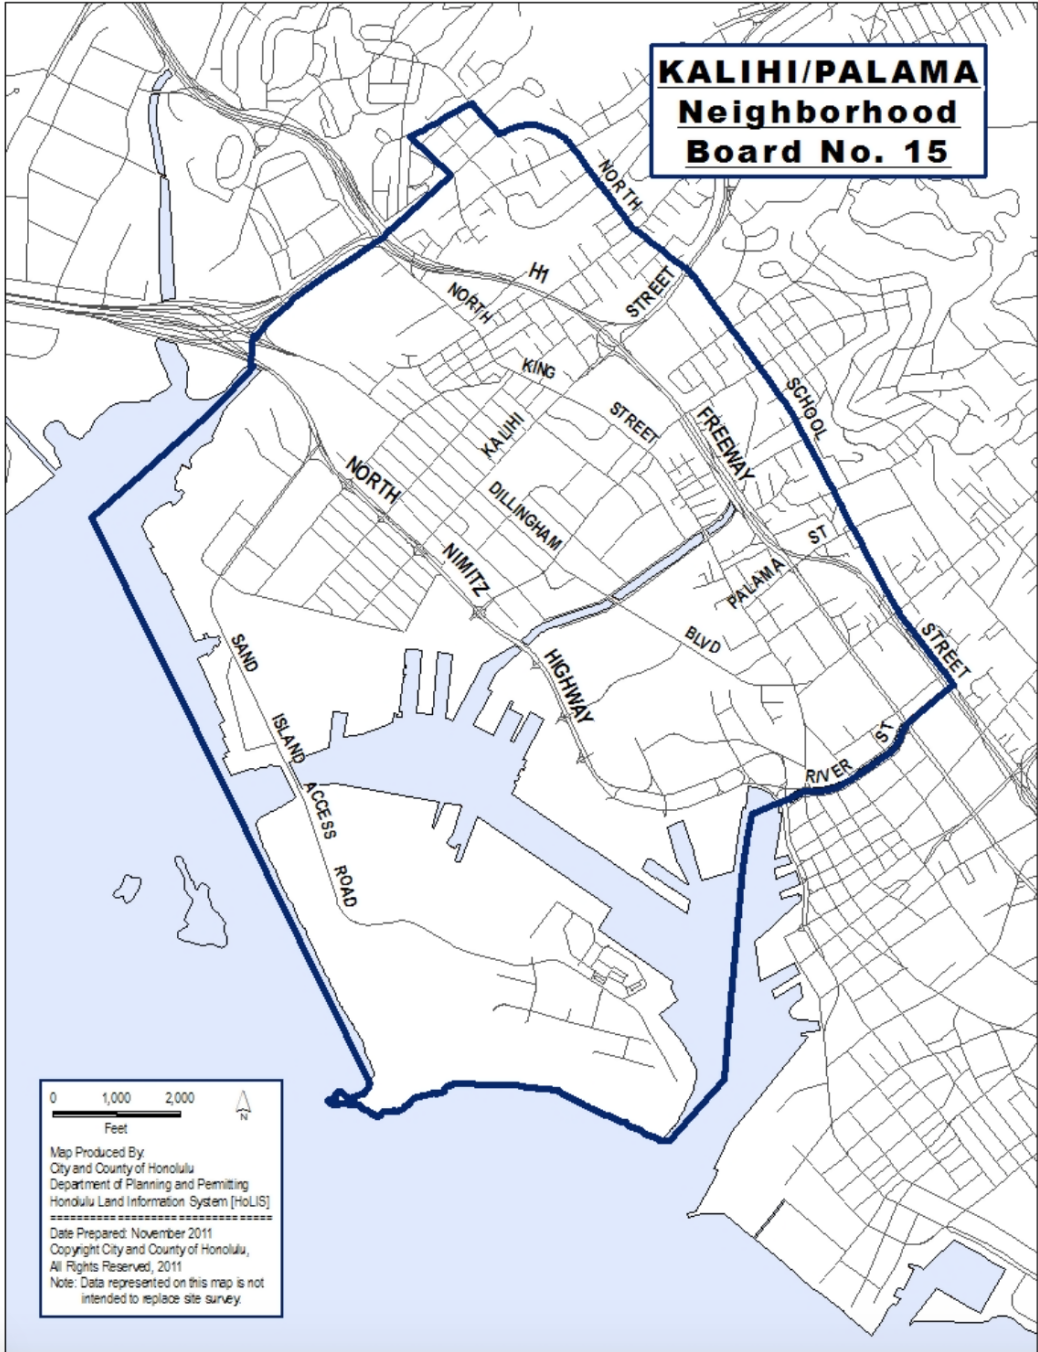 KALIHI/PALAMA
Neighborhood
Board No. 15
NORTH
STREET
H1
NORTH
KING
STREET
KALIHI
SCHOOL
FREEWAY
NORTH
DILLINGHAM
NIMITZ
ST
PALAMA
STREET
BLVD
SAND
HIGHWAY
ISLAND
ST
RIVER
ACCESS
ROAD
0 1,000 2,000
Feet
N
Map Produced By:
City and County of Honolulu
Department of Planning and Permitting
Honolulu Land Information System [HoLIS]
================================
Date Prepared: November 2011
Copyright City and County of Honolulu,
All Rights Reserved, 2011
Note: Data represented on this map is not
intended to replace site survey.